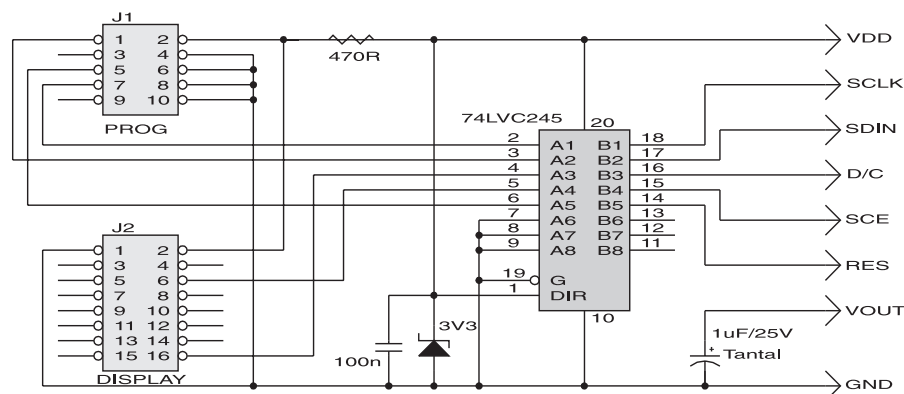 J1
1 2
3 4
5 6
7 8
9 10
PROG
470R
VDD
SCLK
SDIN
D/C
SCE
RES
VOUT
GND
74LVC245
20
2 A1 B1 18
3 A2 B2 17
4 A3 B3 16
5 A4 B4 15
6 A5 B5 14
7 A6 B6 13
8 A7 B7 12
9 A8 B8 11
19 G
1 DIR
10
J2
1 2
3 4
5 6
7 8
9 10
11 12
13 14
15 16
DISPLAY
100n
3V3
1uF/25V
+
Tantal